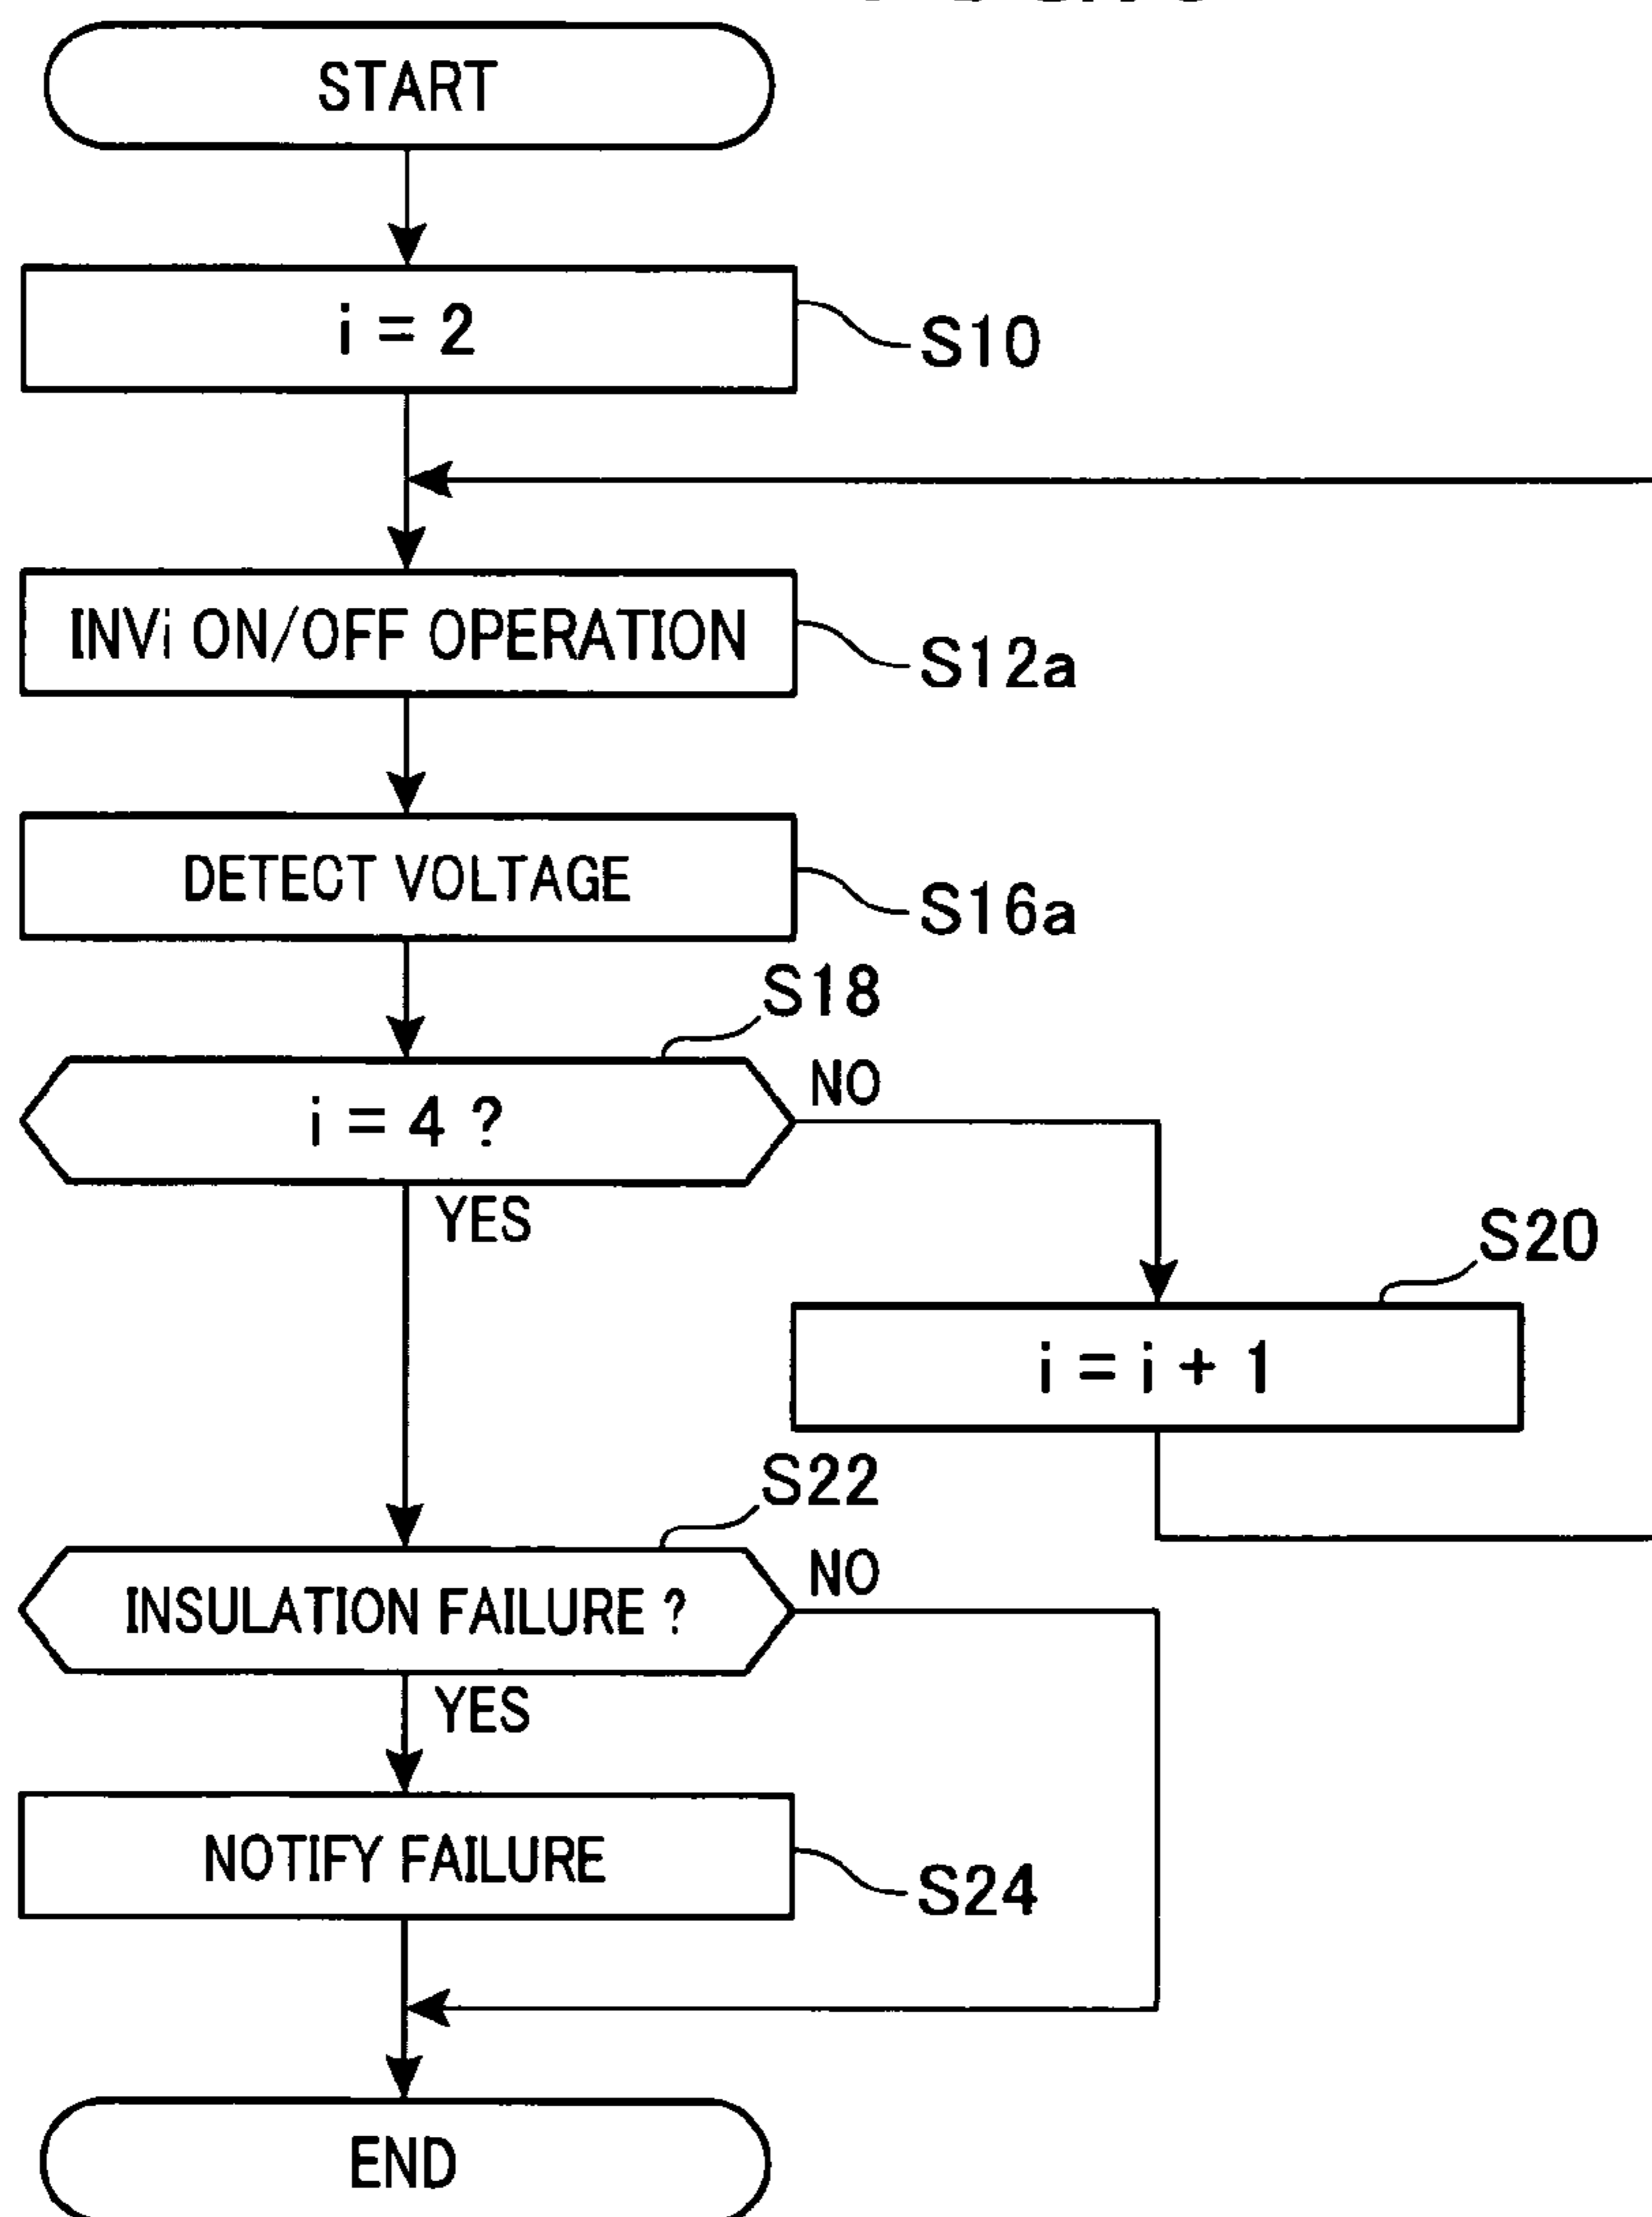 START
i = 2
S10
INVi ON/OFF OPERATION
S12a
DETECT VOLTAGE
S16a
S18
i = 4 ?
NO
YES
S20
i = i + 1
S22
INSULATION FAILURE ?
NO
YES
NOTIFY FAILURE
S24
END